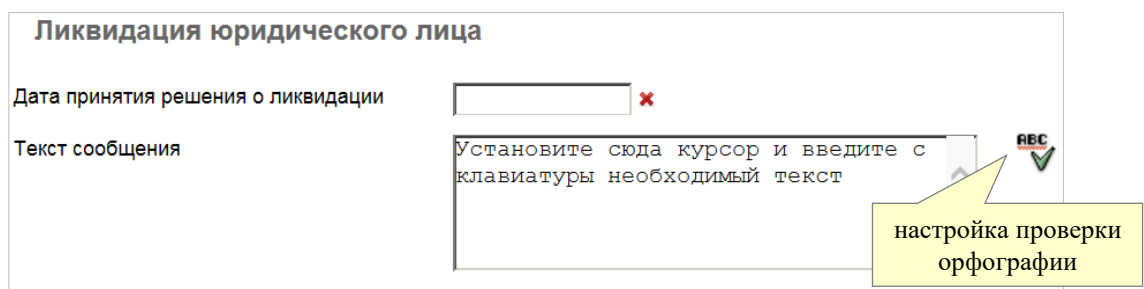 Ликвидация юридического лица
Дата принятия решения о ликвидации
Текст сообщения
Установите сюда курсор и введите с
клавиатуры необходимый текст
ABC
настройка проверки
орфографии